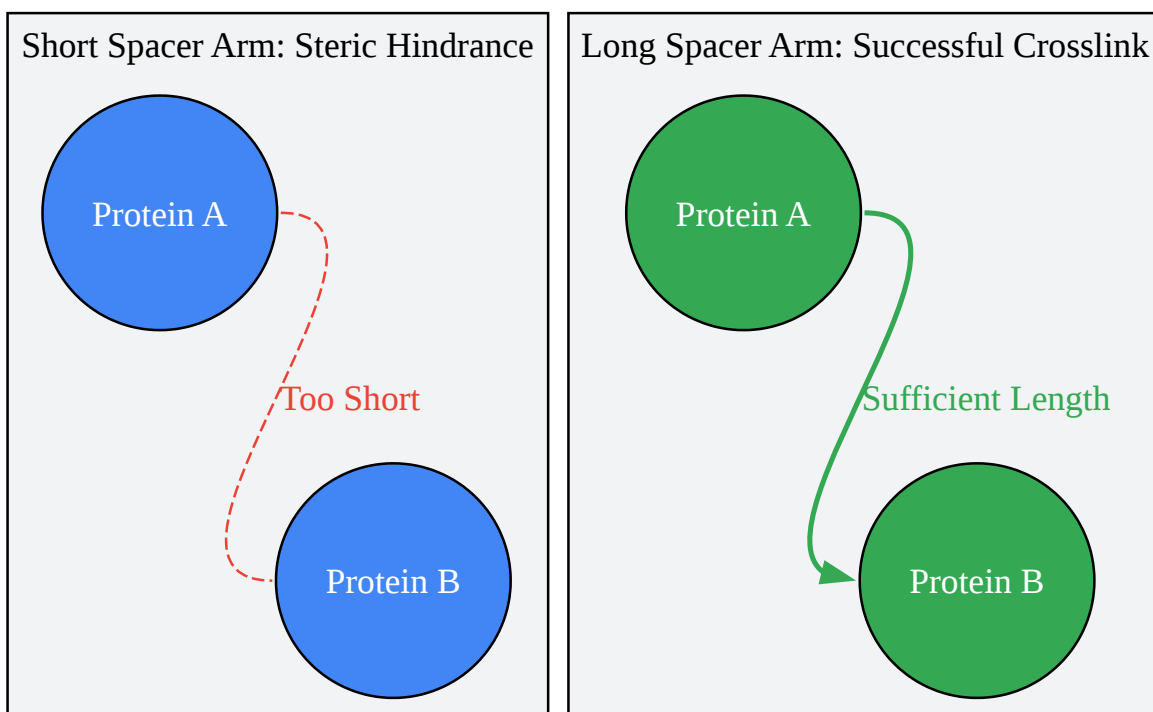 Short Spacer Arm: Steric Hindrance
Protein A
Too Short
Protein B
Long Spacer Arm: Successful Crosslink
Protein A
Sufficient Length
Protein B